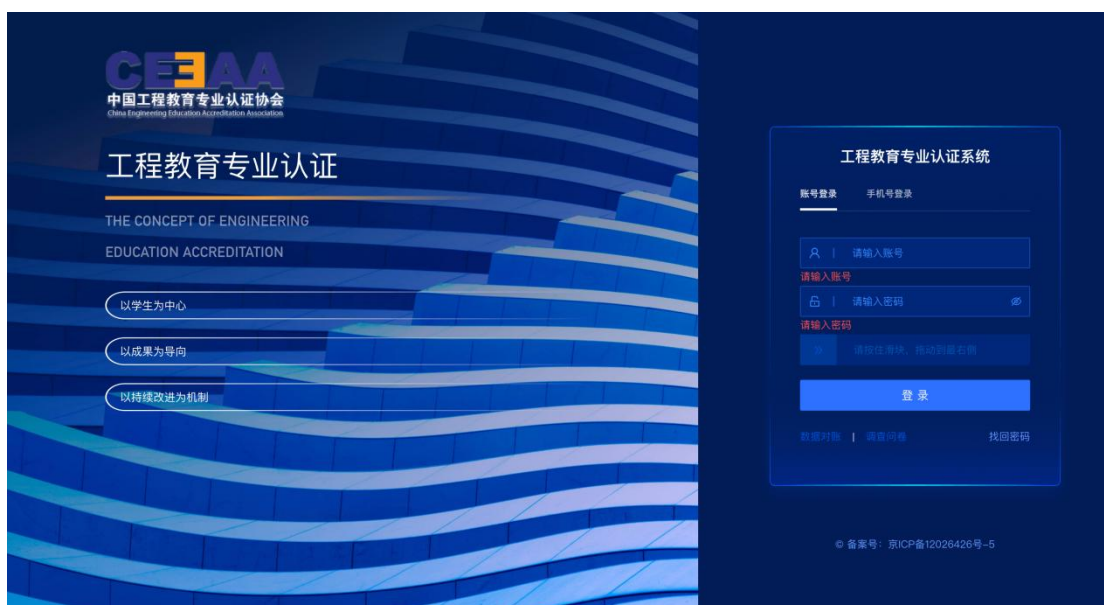 CEEAA
中国工程教育专业认证协会
China Engineering Education Accreditation Association
工程教育专业认证
THE CONCEPT OF ENGINEERING
EDUCATION ACCREDITATION
以学生为中心
以成果为导向
以持续改进为机制
工程教育专业认证系统
账号登录 手机号登录
请输入账号
请输入账号
请输入密码
请输入密码
请按住滑块，拖动到最右侧
登录
数据对账 | 调查问卷 找回密码
© 备案号：京ICP备12026426号-5